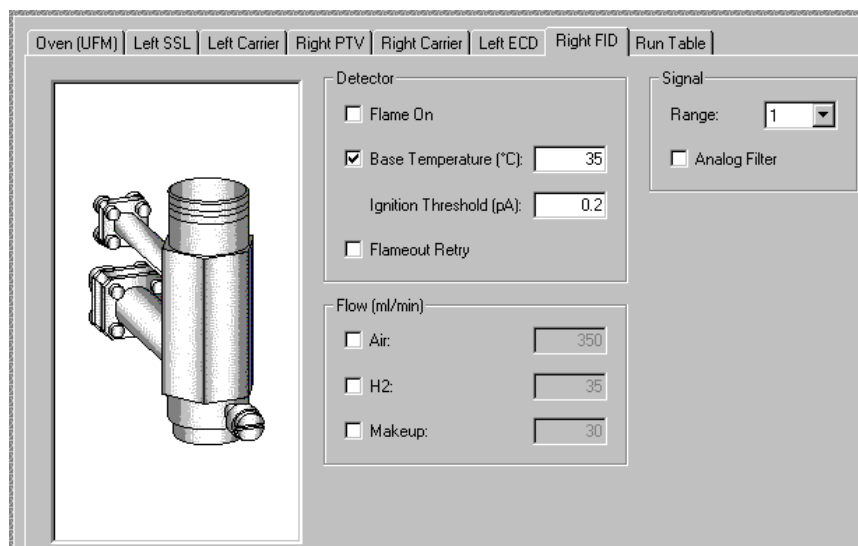 Oven (UFM) Left SSL Left Carrier Right PTV Right Carrier Left ECD Right FID Run Table
Detector
Flame On
Base Temperature (°C): 35
Ignition Threshold (pA): 0.2
Flameout Retry
Signal
Range: 1
Analog Filter
Flow (ml/min)
Air: 350
H2: 35
Makeup: 30